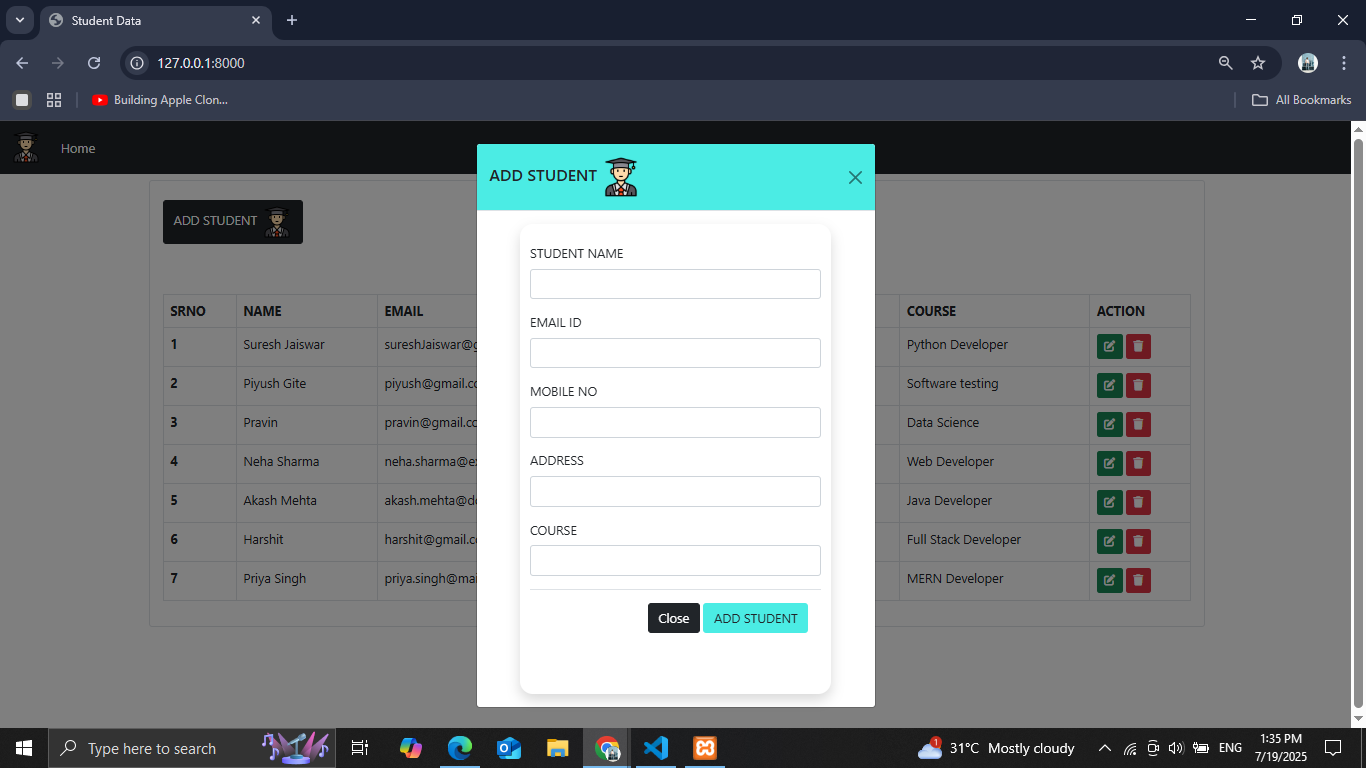 Student Data
127.0.0.1:8000
Building Apple Clon...
All Bookmarks
Home
ADD STUDENT
ADD STUDENT
STUDENT NAME
EMAIL ID
MOBILE NO
ADDRESS
COURSE
Close ADD STUDENT
SRNO NAME EMAIL COURSE ACTION
1 Suresh Jaiswar sureshJaiswar@g Python Developer
2 Piyush Gite piyush@gmail.co Software testing
3 Pravin pravin@gmail.co Data Science
4 Neha Sharma neha.sharma@e Web Developer
5 Akash Mehta akash.mehta@d Java Developer
6 Harshit harshit@gmail.c Full Stack Developer
7 Priya Singh priya.singh@mai MERN Developer
Type here to search
1
31°C Mostly cloudy
ENG
1:35 PM
7/19/2025